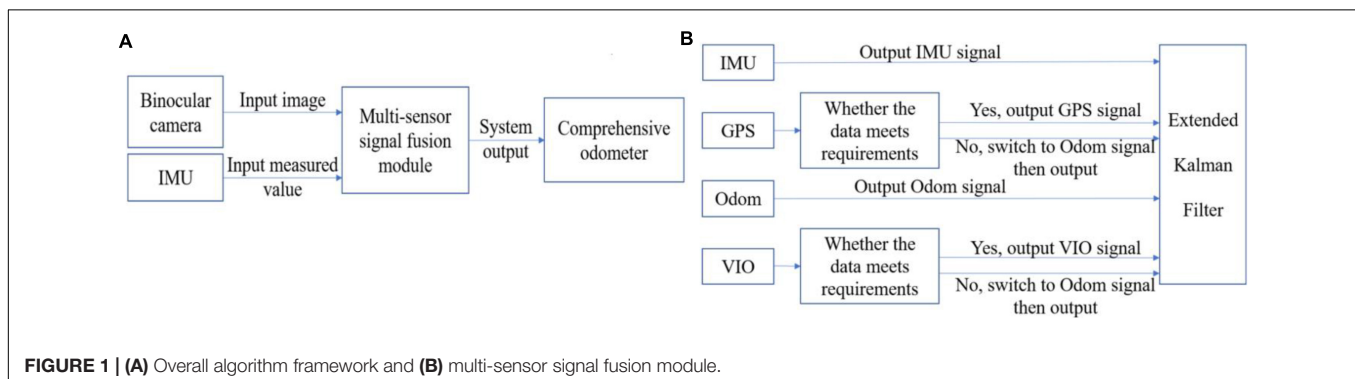 A
Binocular
camera
Input image
IMU
Input measured
value
Multi-sensor
signal fusion
module
System
output
Comprehensive
odometer
B
IMU
Output IMU signal
GPS
Whether the
data meets
requirements
Yes, output GPS signal
No, switch to Odom signal
then output
Odom
Output Odom signal
VIO
Whether the
data meets
requirements
Yes, output VIO signal
No, switch to Odom signal
then output
Extended
Kalman
Filter
FIGURE 1 | (A) Overall algorithm framework and (B) multi-sensor signal fusion module.